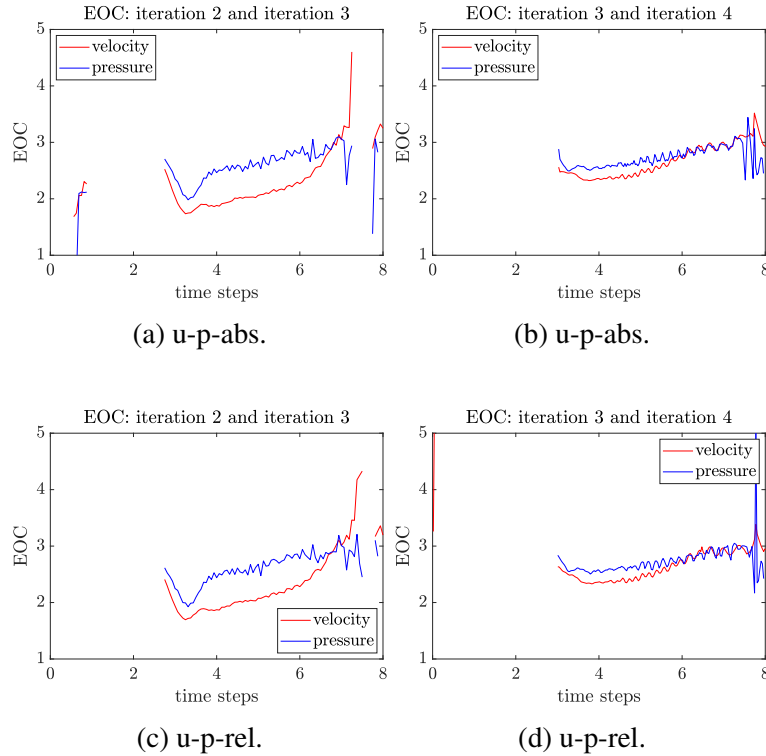 EOC: iteration 2 and iteration 3
5
4
3
2
1
EOC
velocity
pressure
0 2 4 6 8
time steps
(a) u-p-abs.
EOC: iteration 3 and iteration 4
5
4
3
2
1
EOC
velocity
pressure
0 2 4 6 8
time steps
(b) u-p-abs.
EOC: iteration 2 and iteration 3
5
4
3
2
1
EOC
velocity
pressure
0 2 4 6 8
time steps
(c) u-p-rel.
EOC: iteration 3 and iteration 4
5
4
3
2
1
EOC
velocity
pressure
0 2 4 6 8
time steps
(d) u-p-rel.